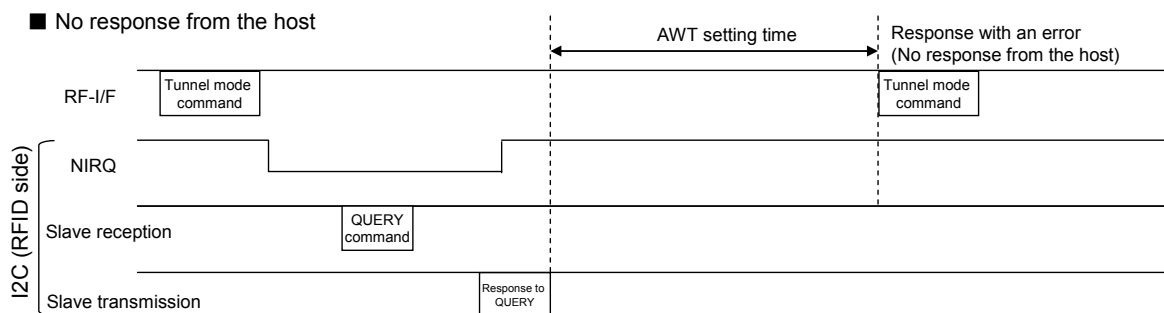 ■ No response from the host
AWT setting time
Response with an error
(No response from the host)
RF-I/F
Tunnel mode
command
Tunnel mode
command
I2C (RFID side)
NIRQ
Slave reception
QUERY
command
Slave transmission
Response to
QUERY